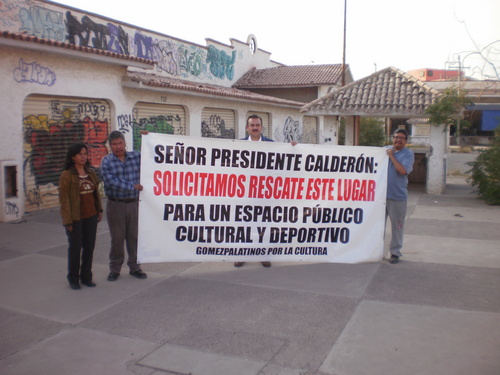 SEÑOR PRESIDENTE CALDERÓN:
SOLICITAMOS RESCATE ESTE LUGAR
PARA UN ESPACIO PÚBLICO
CULTURAL Y DEPORTIVO
GOMEZPALATINOS POR LA CULTURA